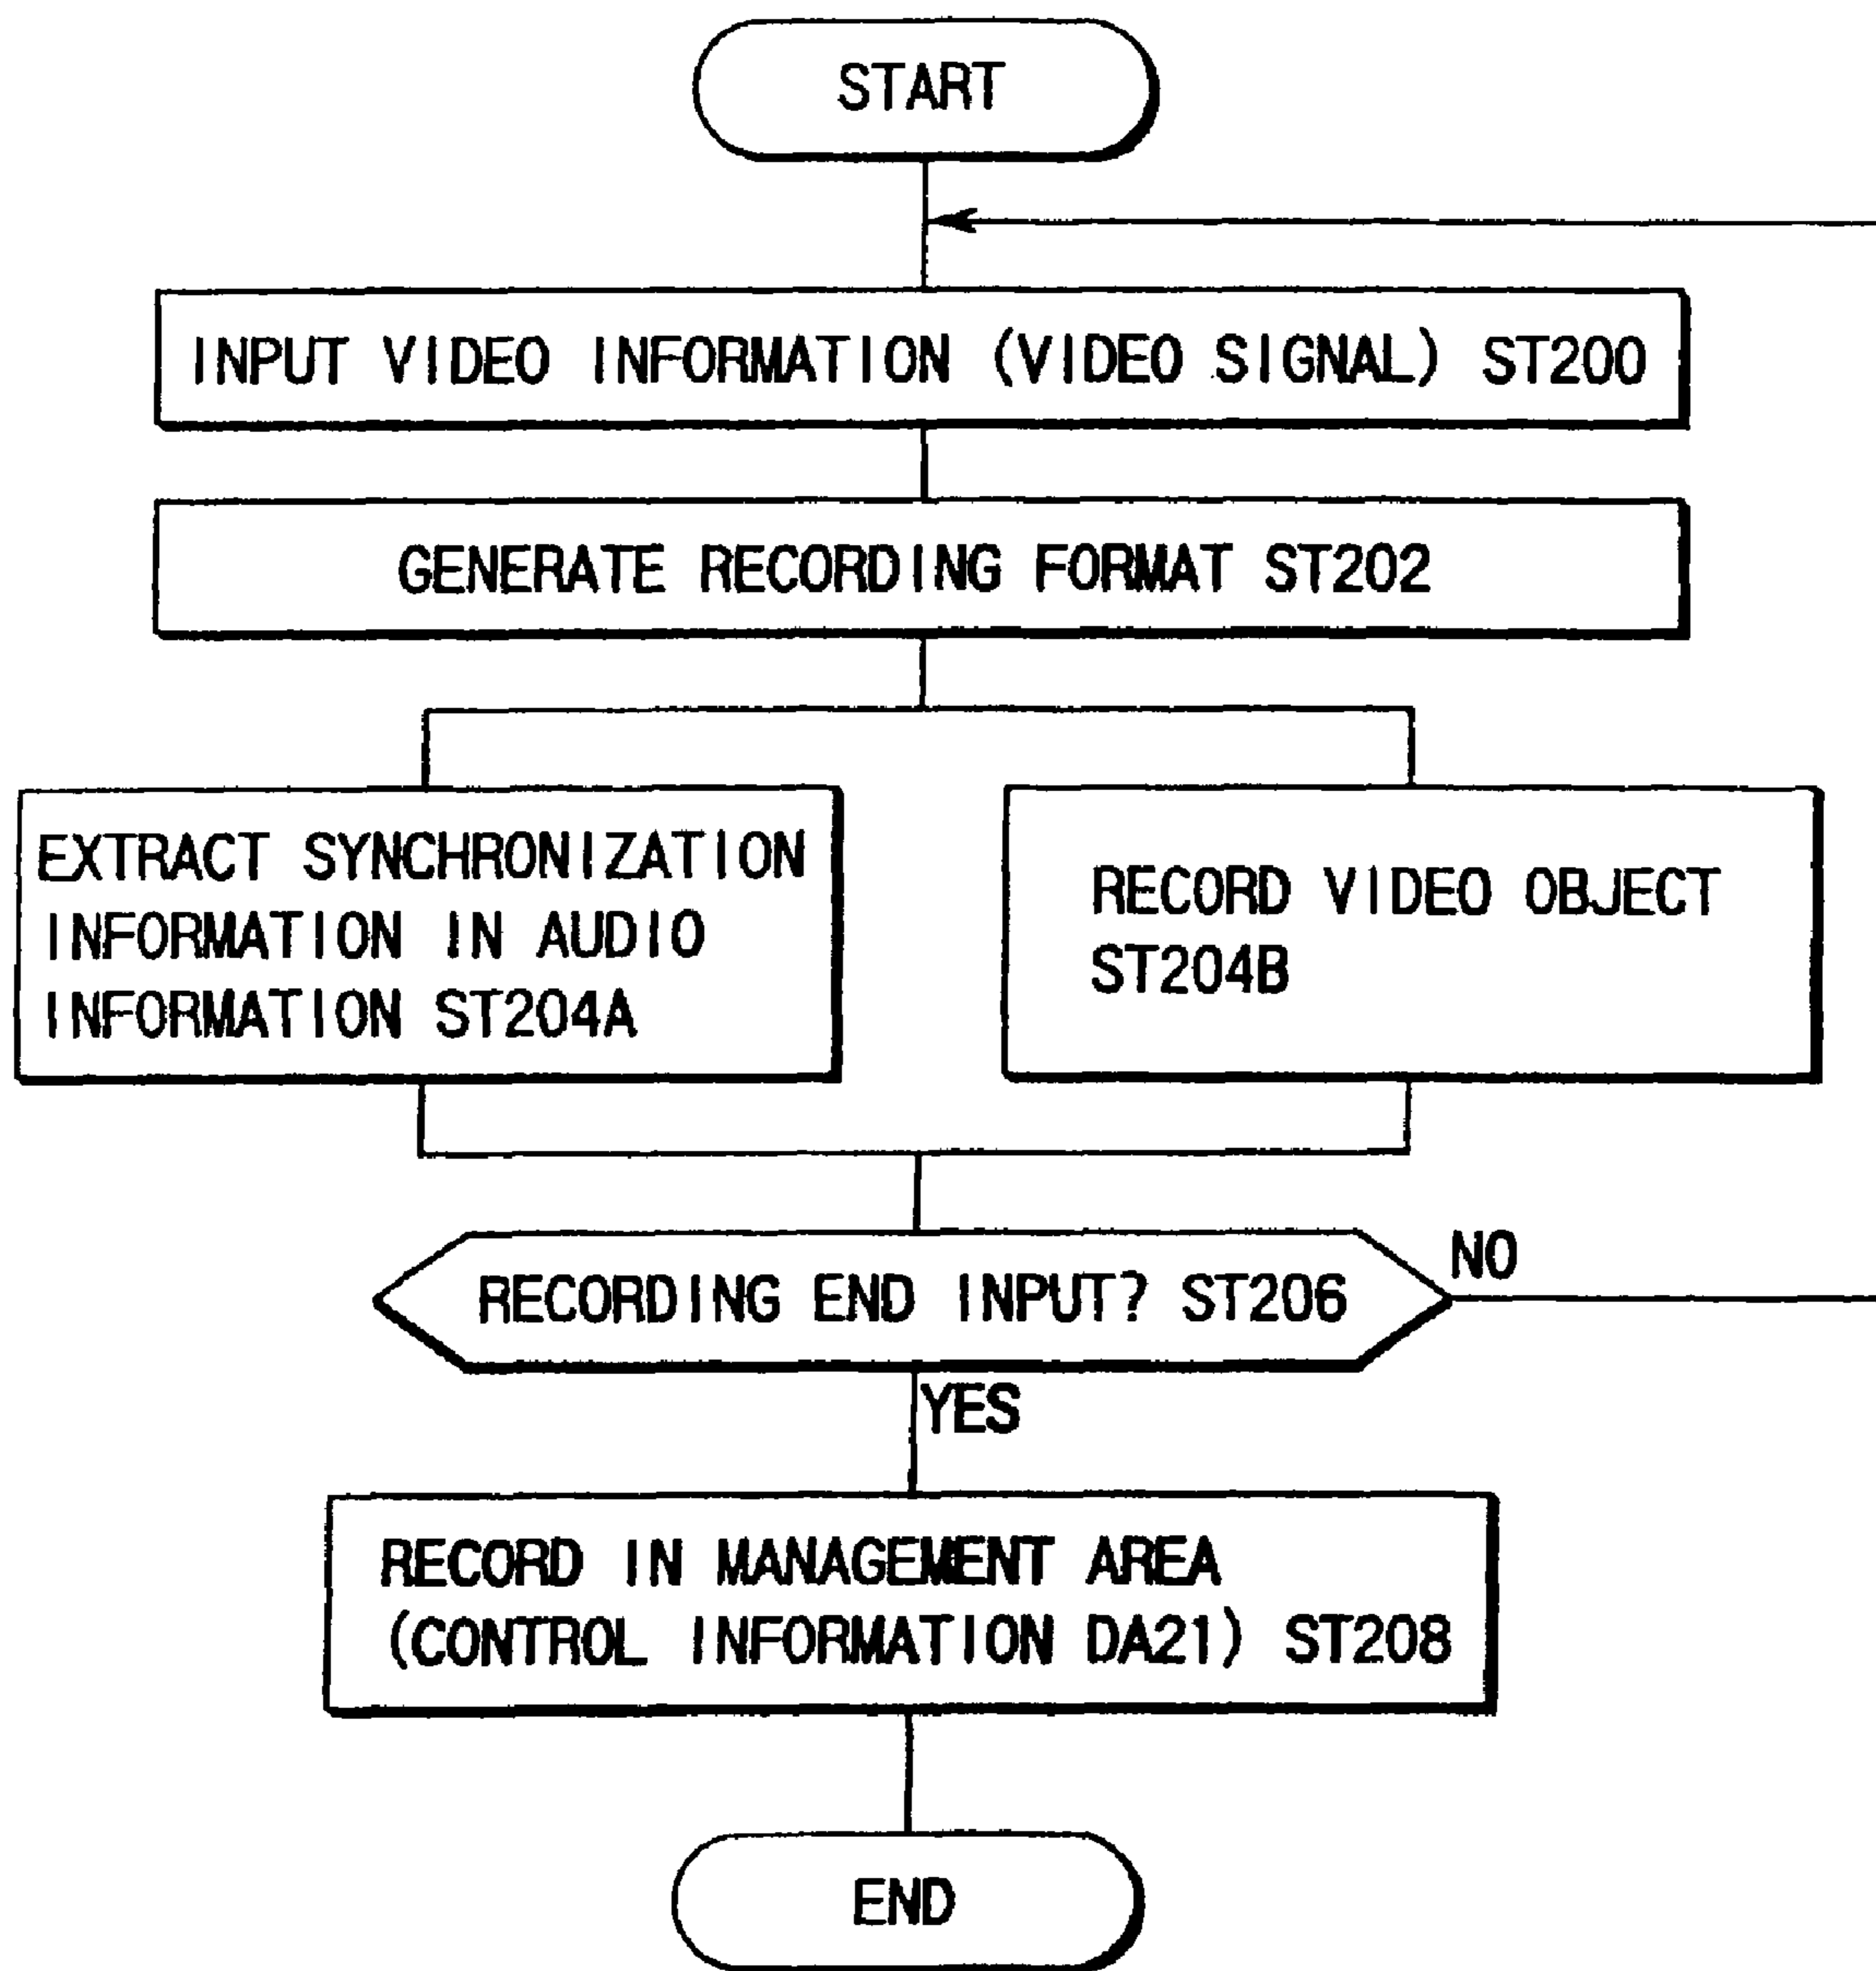 START
INPUT VIDEO INFORMATION (VIDEO SIGNAL) ST200
GENERATE RECORDING FORMAT ST202
EXTRACT SYNCHRONIZATION
INFORMATION IN AUDIO
INFORMATION ST204A
RECORD VIDEO OBJECT
ST204B
RECORDING END INPUT? ST206
NO
YES
RECORD IN MANAGEMENT AREA
(CONTROL INFORMATION DA21) ST208
END